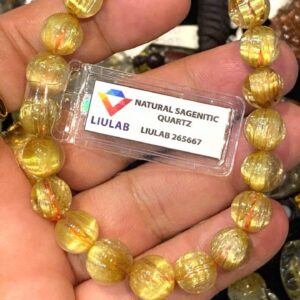 NATURAL SAGENITIC
QUARTZ
LIULAB
LIULAB 265667